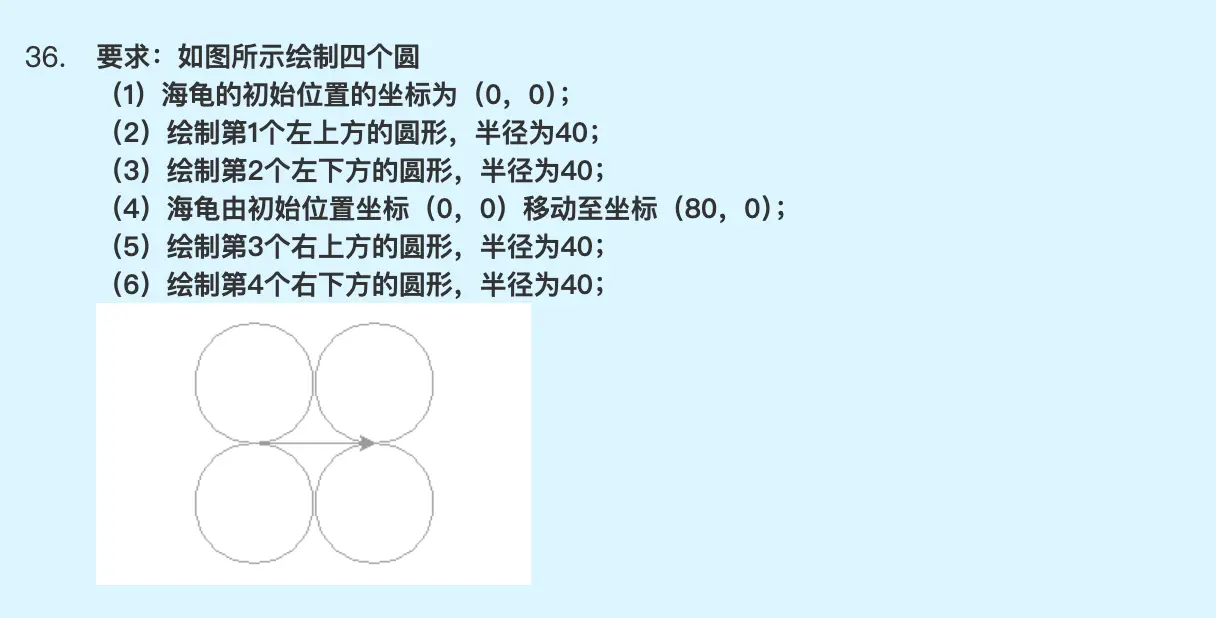 36. 要求：如图所示绘制四个圆
（1）海龟的初始位置的坐标为（0，0）；
（2）绘制第1个左上方的圆形，半径为40；
（3）绘制第2个左下方的圆形，半径为40；
（4）海龟由初始位置坐标（0，0）移动至坐标（80，0）；
（5）绘制第3个右上方的圆形，半径为40；
（6）绘制第4个右下方的圆形，半径为40；